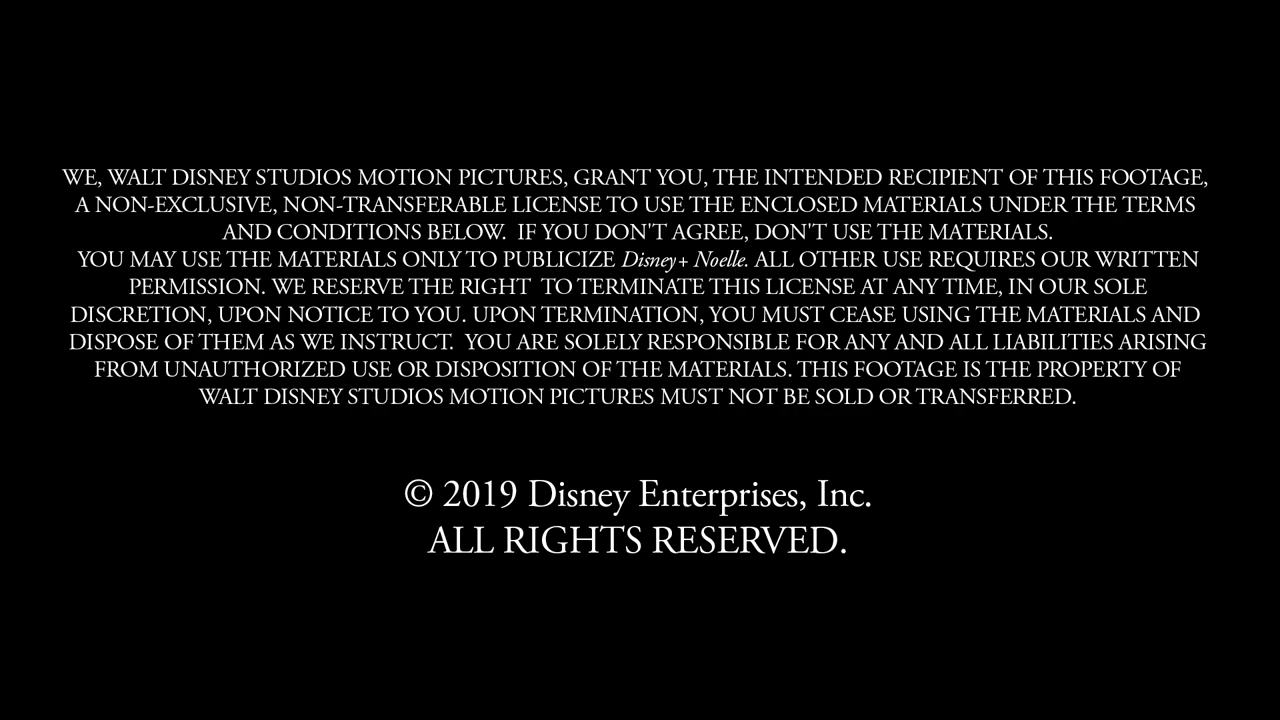 WE, WALT DISNEY STUDIOS MOTION PICTURES, GRANT YOU, THE INTENDED RECIPIENT OF THIS FOOTAGE,
A NON-EXCLUSIVE, NON-TRANSFERABLE LICENSE TO USE THE ENCLOSED MATERIALS UNDER THE TERMS
AND CONDITIONS BELOW.  IF YOU DON'T AGREE, DON'T USE THE MATERIALS.
YOU MAY USE THE MATERIALS ONLY TO PUBLICIZE Disney+ Noelle. ALL OTHER USE REQUIRES OUR WRITTEN
PERMISSION. WE RESERVE THE RIGHT  TO TERMINATE THIS LICENSE AT ANY TIME, IN OUR SOLE
DISCRETION, UPON NOTICE TO YOU. UPON TERMINATION, YOU MUST CEASE USING THE MATERIALS AND
DISPOSE OF THEM AS WE INSTRUCT.  YOU ARE SOLELY RESPONSIBLE FOR ANY AND ALL LIABILITIES ARISING
FROM UNAUTHORIZED USE OR DISPOSITION OF THE MATERIALS. THIS FOOTAGE IS THE PROPERTY OF
WALT DISNEY STUDIOS MOTION PICTURES MUST NOT BE SOLD OR TRANSFERRED.
© 2019 Disney Enterprises, Inc.
ALL RIGHTS RESERVED.